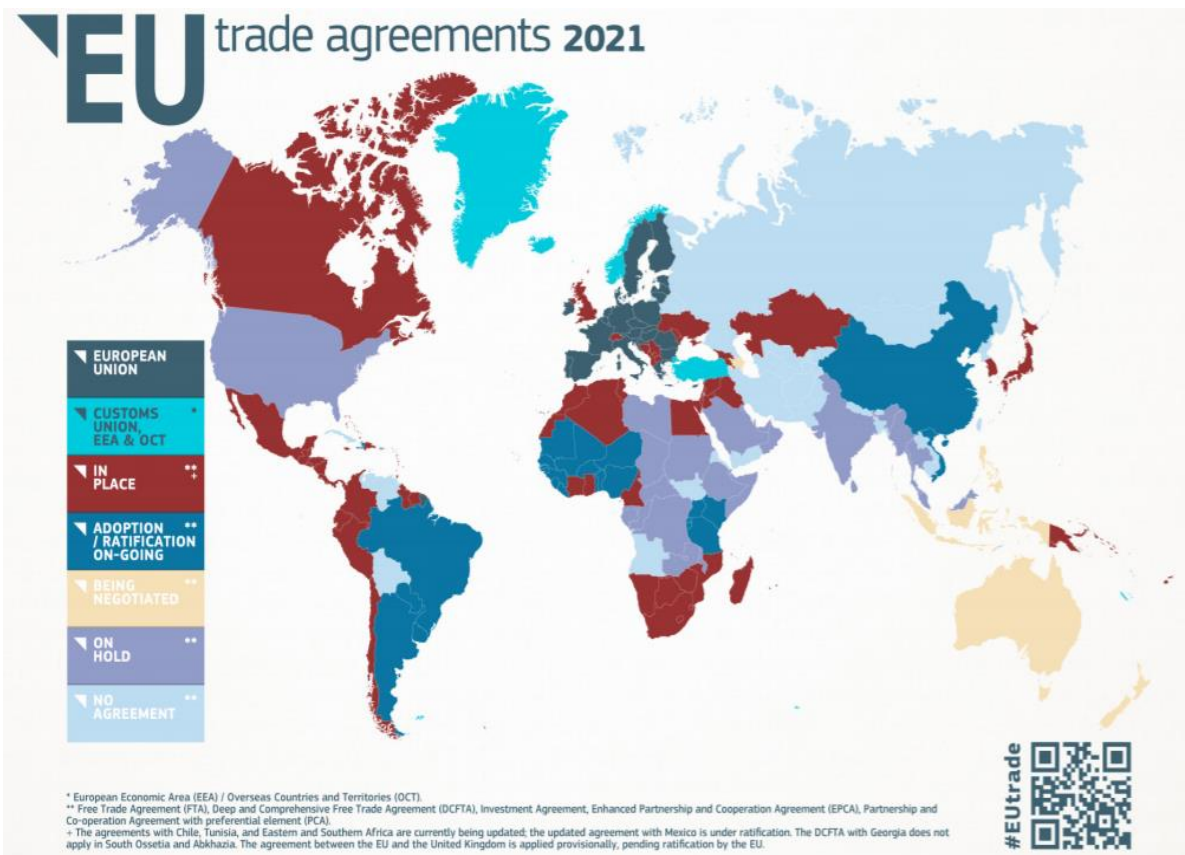 EU trade agreements 2021
EUROPEAN
UNION
CUSTOMS *
UNION,
EEA & OCT
IN **
PLACE +
ADOPTION **
/ RATIFICATION
ON-GOING
BEING **
NEGOTIATED
ON **
HOLD
NO **
AGREEMENT
#EUtrade
* European Economic Area (EEA) / Overseas Countries and Territories (OCT).
** Free Trade Agreement (FTA), Deep and Comprehensive Free Trade Agreement (DCFTA), Investment Agreement, Enhanced Partnership and Cooperation Agreement (EPCA), Partnership and
Co-operation Agreement with preferential element (PCA).
+ The agreements with Chile, Tunisia, and Eastern and Southern Africa are currently being updated; the updated agreement with Mexico is under ratification. The DCFTA with Georgia does not
apply in South Ossetia and Abkhazia. The agreement between the EU and the United Kingdom is applied provisionally, pending ratification by the EU.